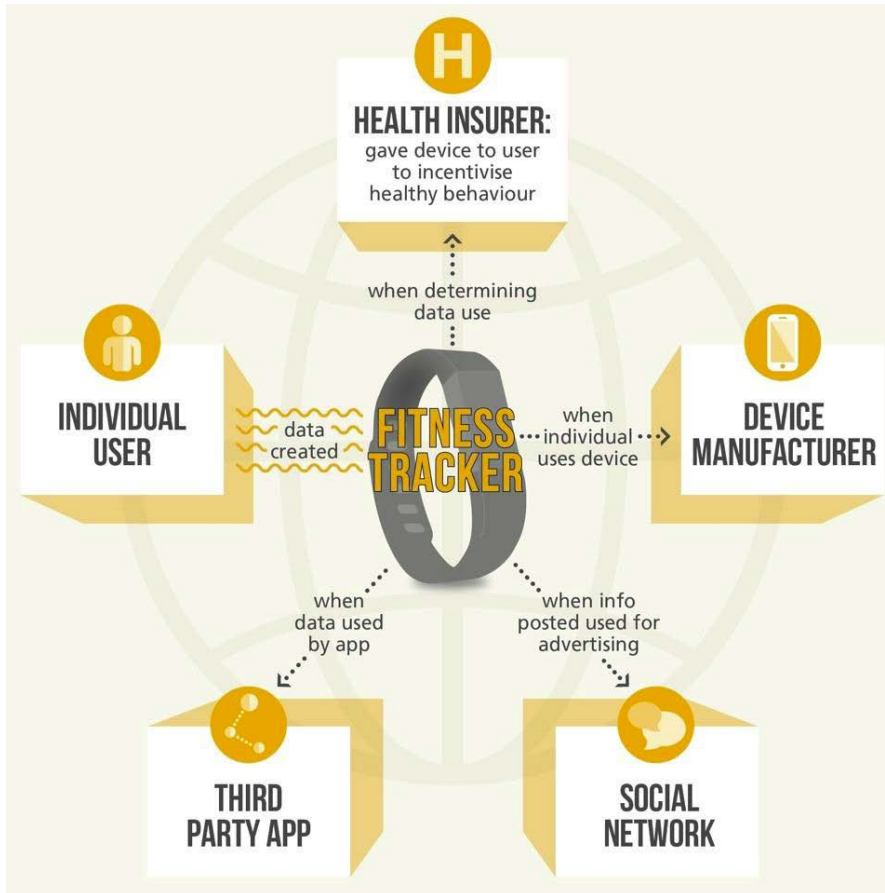 H
HEALTH INSURER:
gave device to user
to incentivise
healthy behaviour
when determining
data use
INDIVIDUAL
USER
data
created
FITNESS
TRACKER
when
individual
uses device
DEVICE
MANUFACTURER
when
data used
by app
when info
posted used for
advertising
THIRD
PARTY APP
SOCIAL
NETWORK